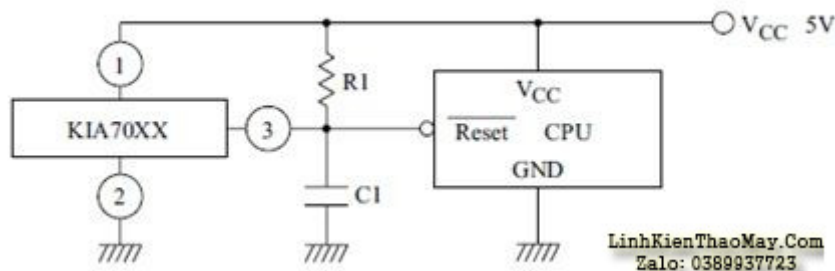 VCC 5V
1
R1
VCC
KIA70XX
3
Reset CPU
GND
2
C1
LinhKienThaoMay.Com
Zalo: 0389937723